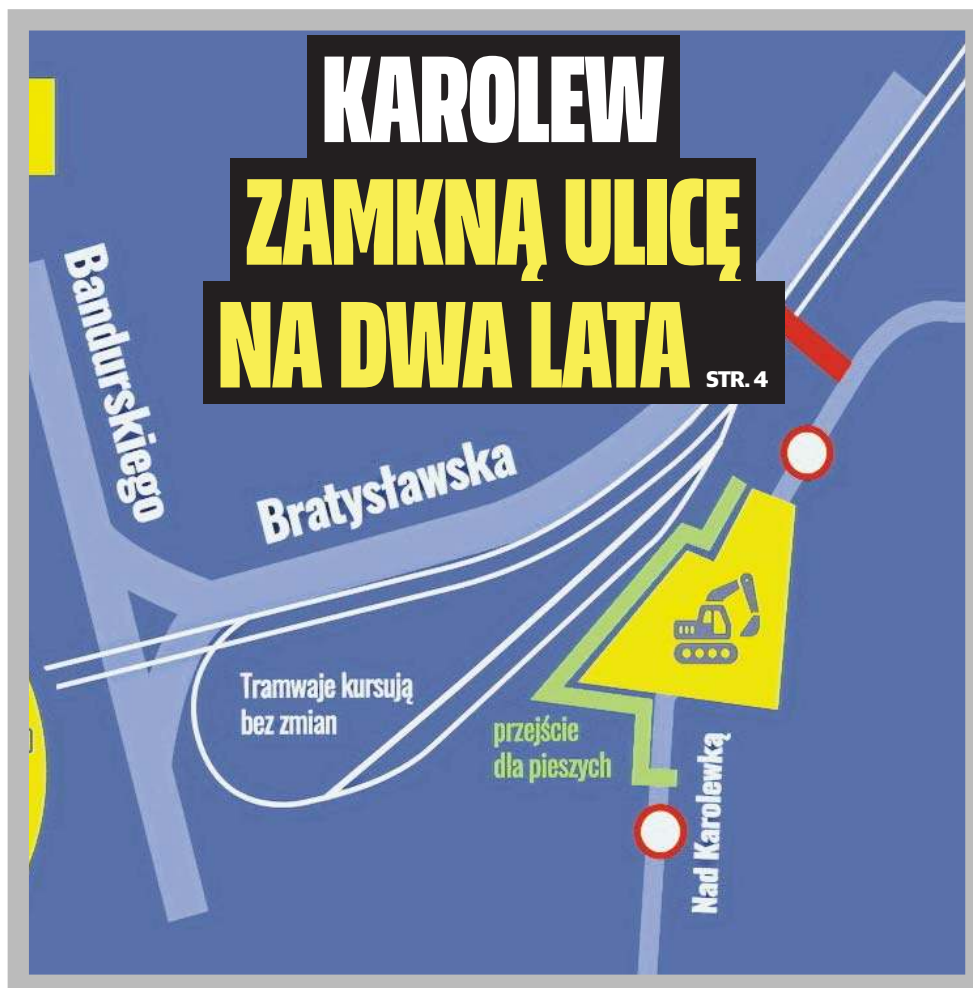 KAROLEW
ZAMKNĄ ULICĘ
NA DWA LATA STR. 4
Bandurskiego
Bratysławska
Tramwaje kursują
bez zmian
przejście
dla pieszych
Nad Karolewką